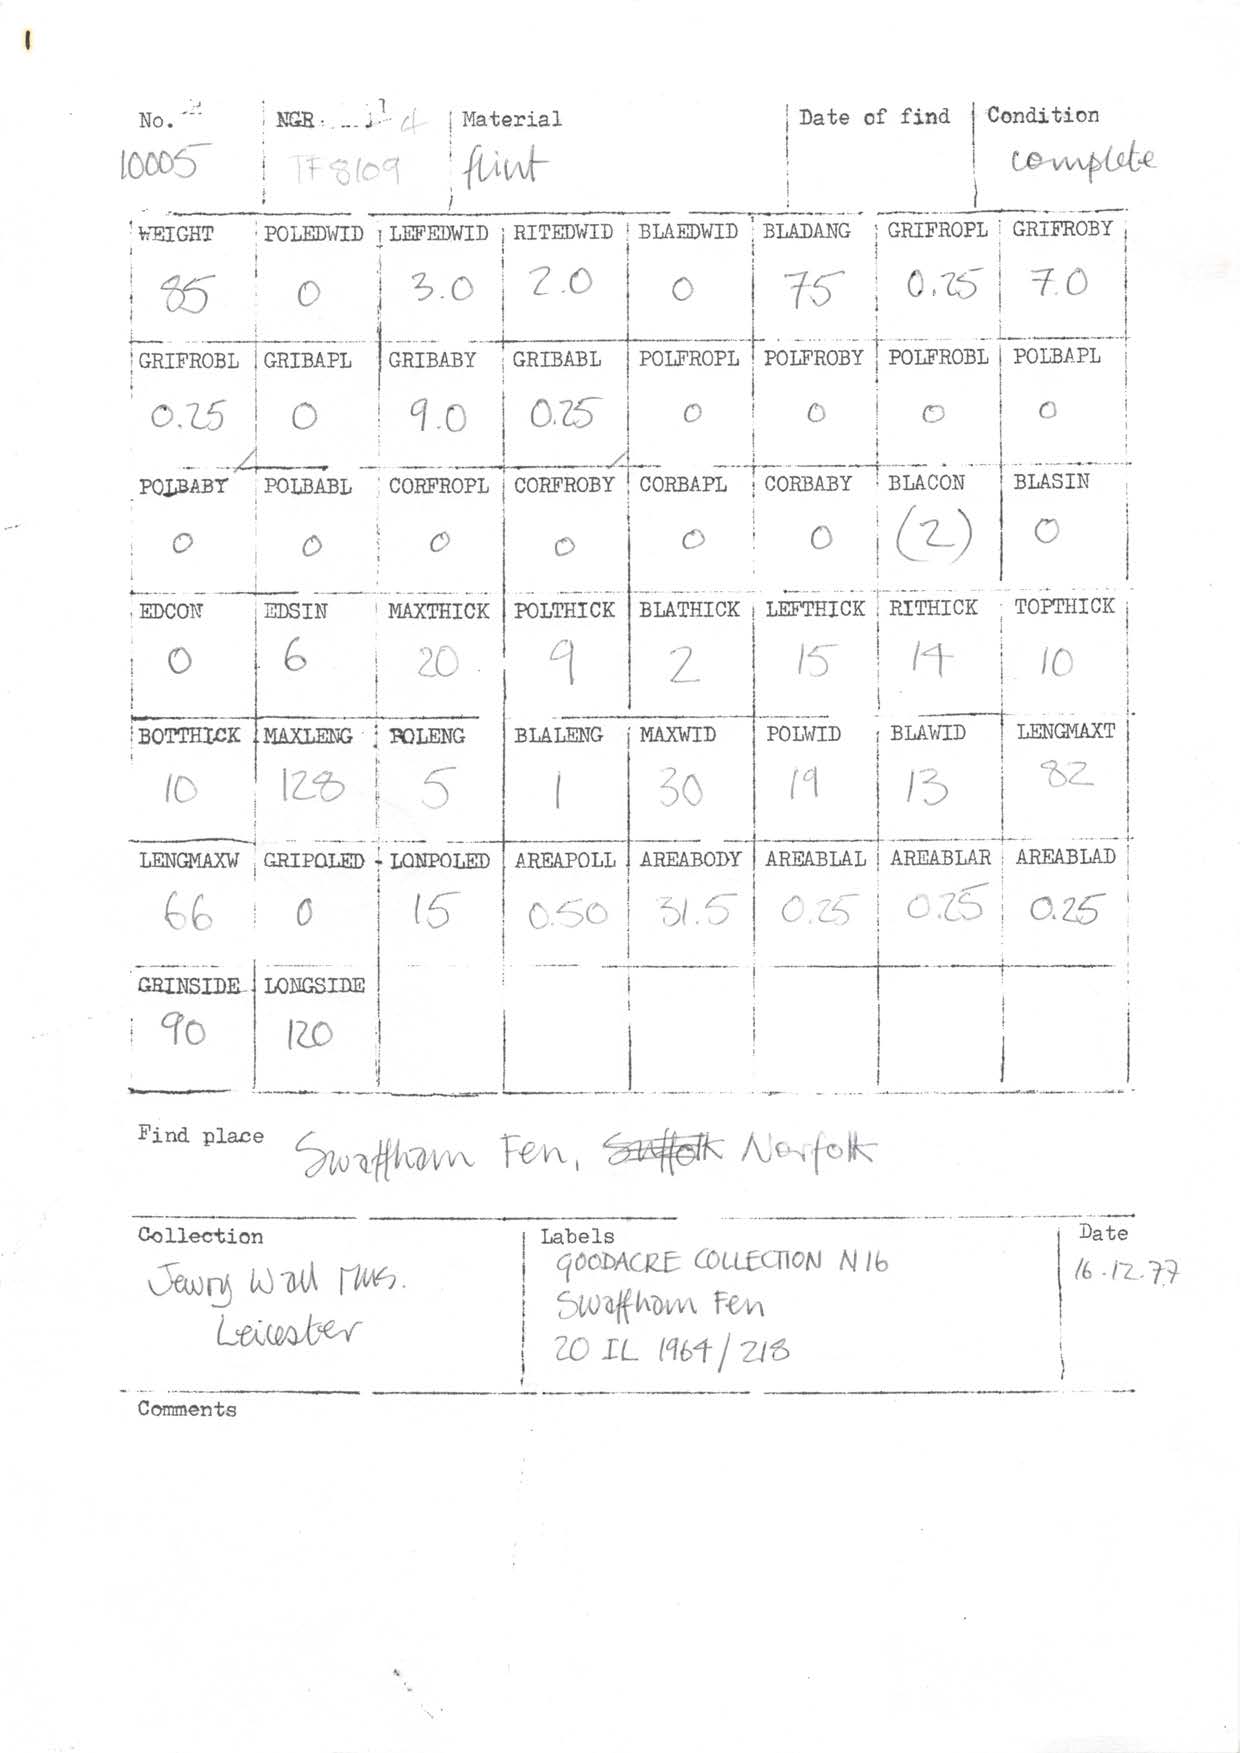 1
No. NGR. Material Date of find Condition
10005 TF8109 flint complete
WEIGHT POLEDWID LEFEDWID RITEDWID BLAEDWID BLADANG GRIFROPL GRIFROBY
85 0 3.0 2.0 0 75 0.25 7.0
GRIFROBL GRIBAPL GRIBABY GRIBABL POLFROPL POLFROBY POLFROBL POLBAPL
0.25 0 9.0 0.25 0 0 0 0
POLBABY POLBABL CORFROPL CORFROBY CORBAPL CORBABY BLACON BLASIN
0 0 0 0 0 0 (2) 0
EDCON EDSIN MAXTHICK POLTHICK BLATHICK LEFTHICK RITHICK TOPTHICK
0 6 20 9 2 15 14 10
BOTTHICK MAXLENG POLENG BLALENG MAXWID POLWID BLAWID LENGMAXT
10 128 5 1 30 19 13 82
LENGMAXW GRIPOLED LONPOLED AREAPOLL AREABODY AREABLAL AREABLAR AREABLAD
66 0 15 0.50 31.5 0.25 0.25 0.25
GRINSIDE LONGSIDE
90 120
Find place Swaffham Fen, Suffolk Norfolk
Collection Labels Date
Jewry Wall Mus. GOODACRE COLLECTION N16 16.12.77
Leicester Swaffham Fen
20 IL 1964/218
Comments